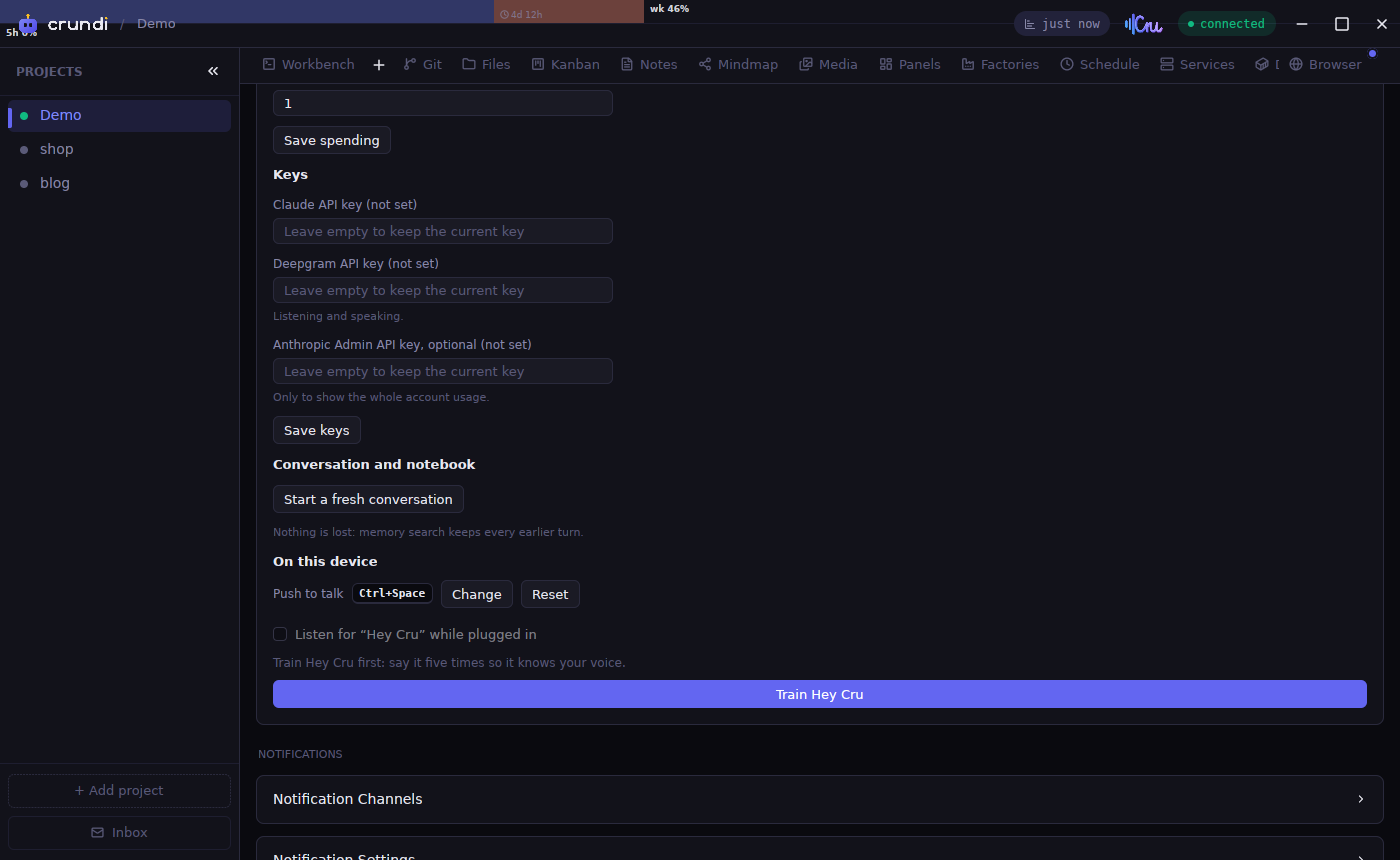 5h 6%
4d 12h
wk 46%
crundi / Demo
just now
Cru
connected
PROJECTS
Workbench
Git
Files
Kanban
Notes
Mindmap
Media
Panels
Factories
Schedule
Services
Browser
Demo
shop
blog
1
Save spending
Keys
Claude API key (not set)
Leave empty to keep the current key
Deepgram API key (not set)
Leave empty to keep the current key
Listening and speaking.
Anthropic Admin API key, optional (not set)
Leave empty to keep the current key
Only to show the whole account usage.
Save keys
Conversation and notebook
Start a fresh conversation
Nothing is lost: memory search keeps every earlier turn.
On this device
Push to talk Ctrl+Space Change Reset
Listen for “Hey Cru” while plugged in
Train Hey Cru first: say it five times so it knows your voice.
Train Hey Cru
NOTIFICATIONS
Notification Channels
Notification Settings
+ Add project
Inbox